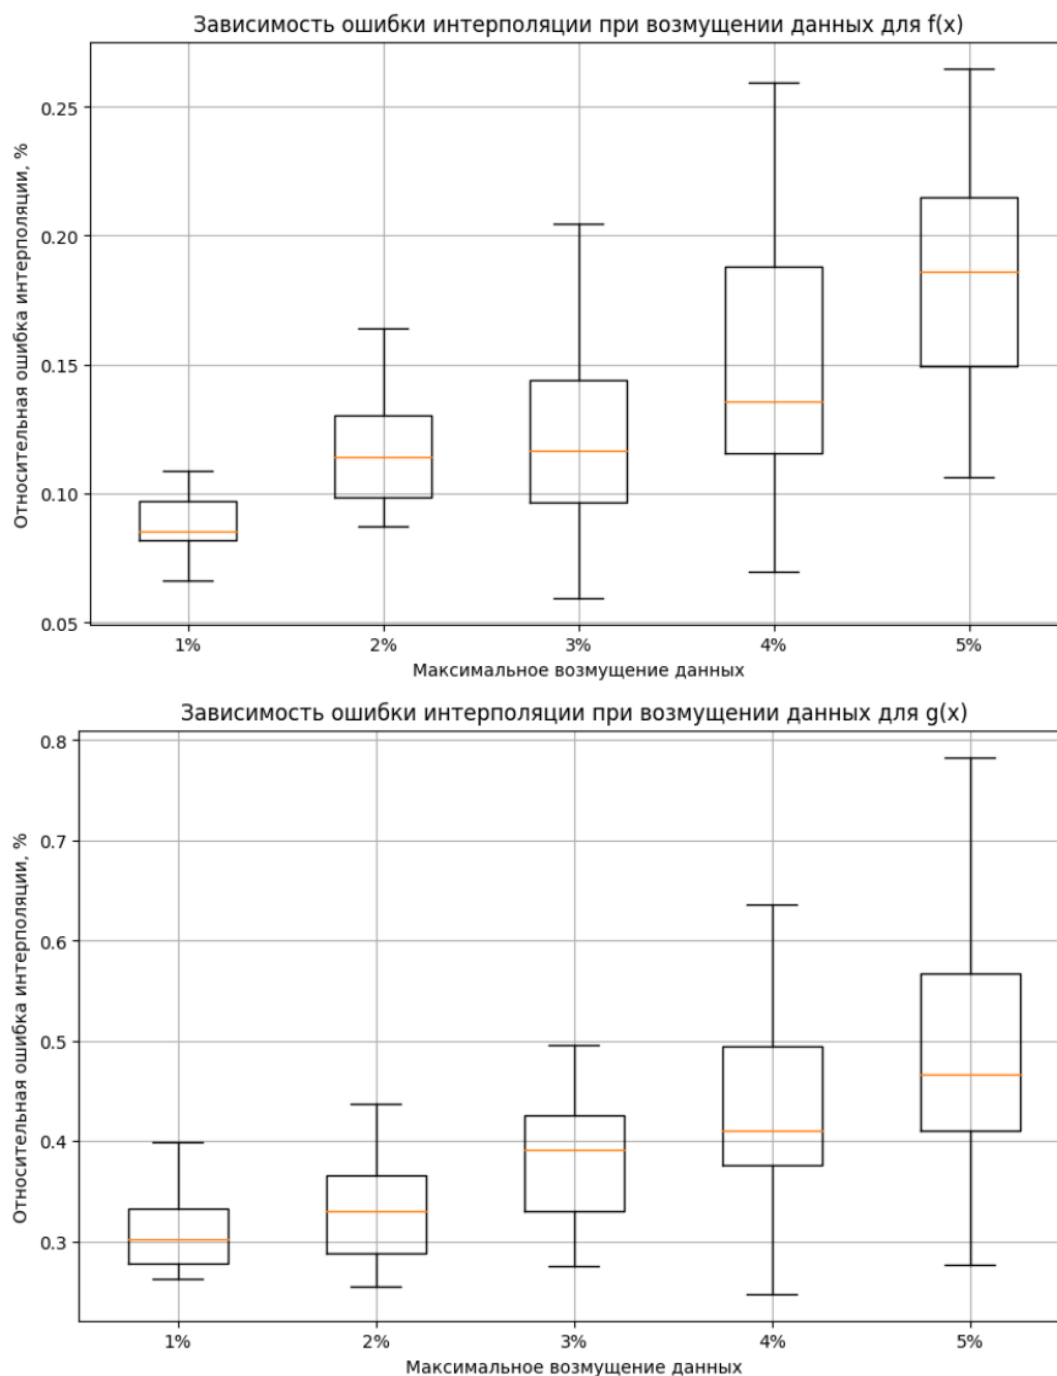 Зависимость ошибки интерполяции при возмущении данных для f(x)
Относительная ошибка интерполяции, %
0.25
0.20
0.15
0.10
0.05
1% 2% 3% 4% 5%
Максимальное возмущение данных
Зависимость ошибки интерполяции при возмущении данных для g(x)
Относительная ошибка интерполяции, %
0.8
0.7
0.6
0.5
0.4
0.3
1% 2% 3% 4% 5%
Максимальное возмущение данных